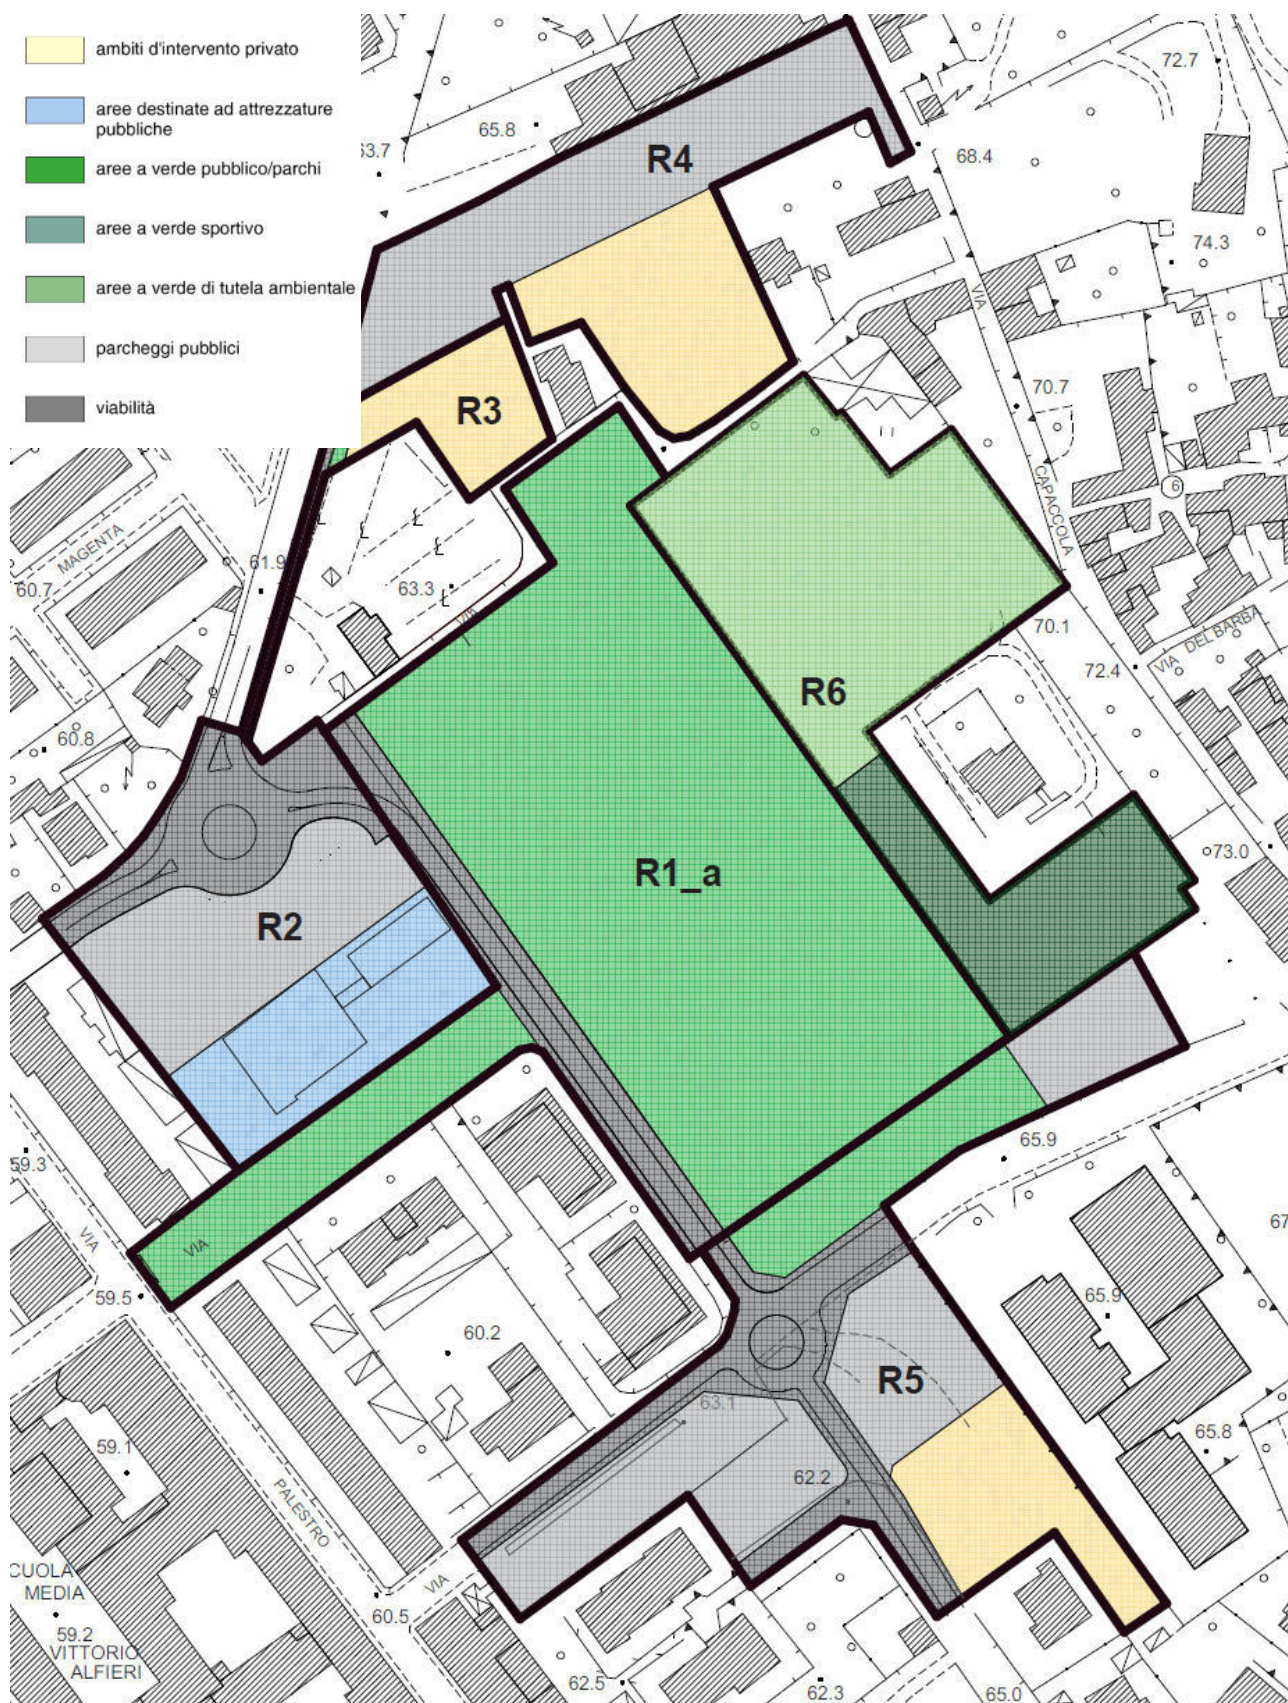 ambiti d'intervento privato
aree destinate ad attrezzature
pubbliche
aree a verde pubblico/parchi
aree a verde sportivo
aree a verde di tutela ambientale
parcheggi pubblici
viabilità
72.7
65.8
63.7
R4
68.4
74.3
VIA
70.7
R3
CAPACCOLA
6
MAGENTA
61.9
60.7
63.3
VIA
70.1
VIA DEL BARBA
72.4
R6
60.8
73.0
R1_a
R2
65.9
59.3
67
VIA
VIA
59.5
65.9
60.2
R5
63.1
65.8
59.1
62.2
PALESTRO
CUOLA
MEDIA
VIA
60.5
59.2
VITTORIO
ALFIERI
62.5
62.3
65.0